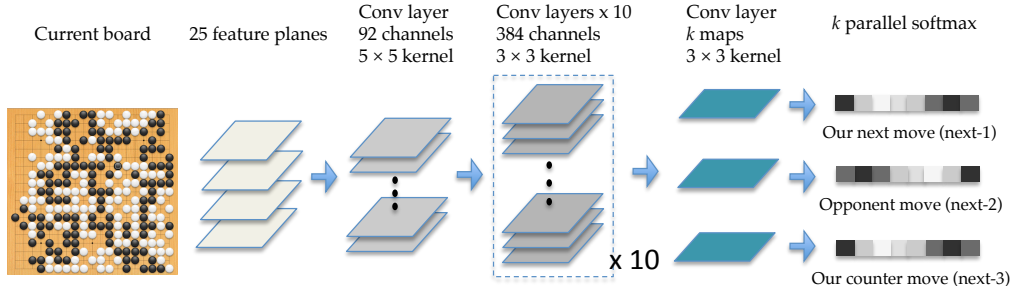 Current board
25 feature planes
Conv layer
92 channels
5 × 5 kernel
Conv layers x 10
384 channels
3 × 3 kernel
Conv layer
k maps
3 × 3 kernel
k parallel softmax
x 10
Our next move (next-1)
Opponent move (next-2)
Our counter move (next-3)